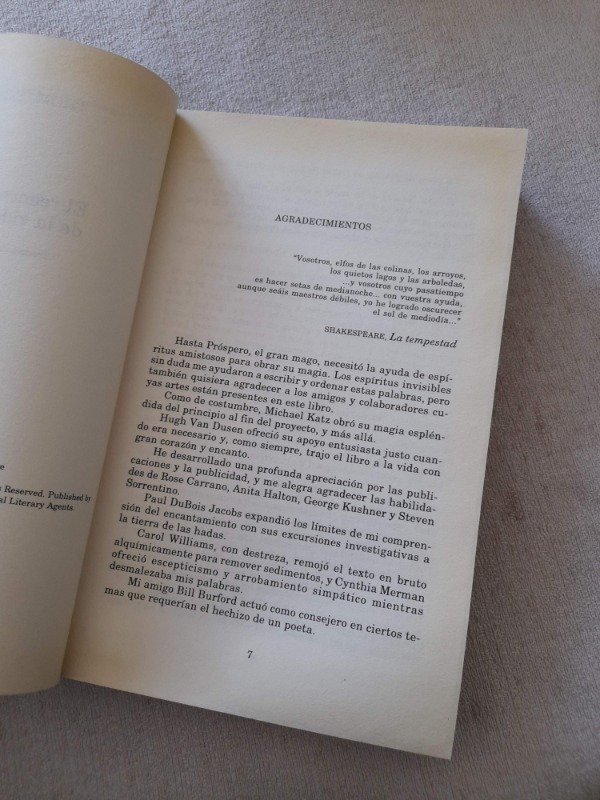 e
s Reserved. Published by
al Literary Agents
AGRADECIMIENTOS
"Vosotros, elfos de las colinas, los arroyos,
los quietos lagos y las arboledas,
...y vosotros cuyo pasatiempo
es hacer setas de medianoche... con vuestra ayuda,
aunque seáis maestros débiles, yo he logrado oscurecer
el sol de mediodía..."
SHAKESPEARE, La tempestad
Hasta Próspero, el gran mago, necesitó la ayuda de espí-
ritus amistosos para obrar su magia. Los espíritus invisibles
sin duda me ayudaron a escribir y ordenar estas palabras, pero
también quisiera agradecer a los amigos y colaboradores cu-
yas artes están presentes en este libro.
Como de costumbre, Michael Katz obró su magia esplén-
dida del principio al fin del proyecto, y más allá.
Hugh Van Dusen ofreció su apoyo entusiasta justo cuan-
do era necesario y, como siempre, trajo el libro a la vida con
gran corazón y encanto.
He desarrollado una profunda apreciación por las publi-
caciones y la publicidad, y me alegra agradecer las habilida-
des de Rose Carrano, Anita Halton, George Kushner y Steven
Sorrentino.
Paul DuBois Jacobs expandió los límites de mi compren-
sión del encantamiento con sus excursiones investigativas a
la tierra de las hadas.
Carol Williams, con destreza, remojó el texto en bruto
alquímicamente para remover sedimentos, y Cynthia Merman
ofreció escepticismo y arrobamiento simpático mientras
desmalezaba mis palabras.
Mi amigo Bill Burford actuó como consejero en ciertos te-
mas que requerían el hechizo de un poeta.
7